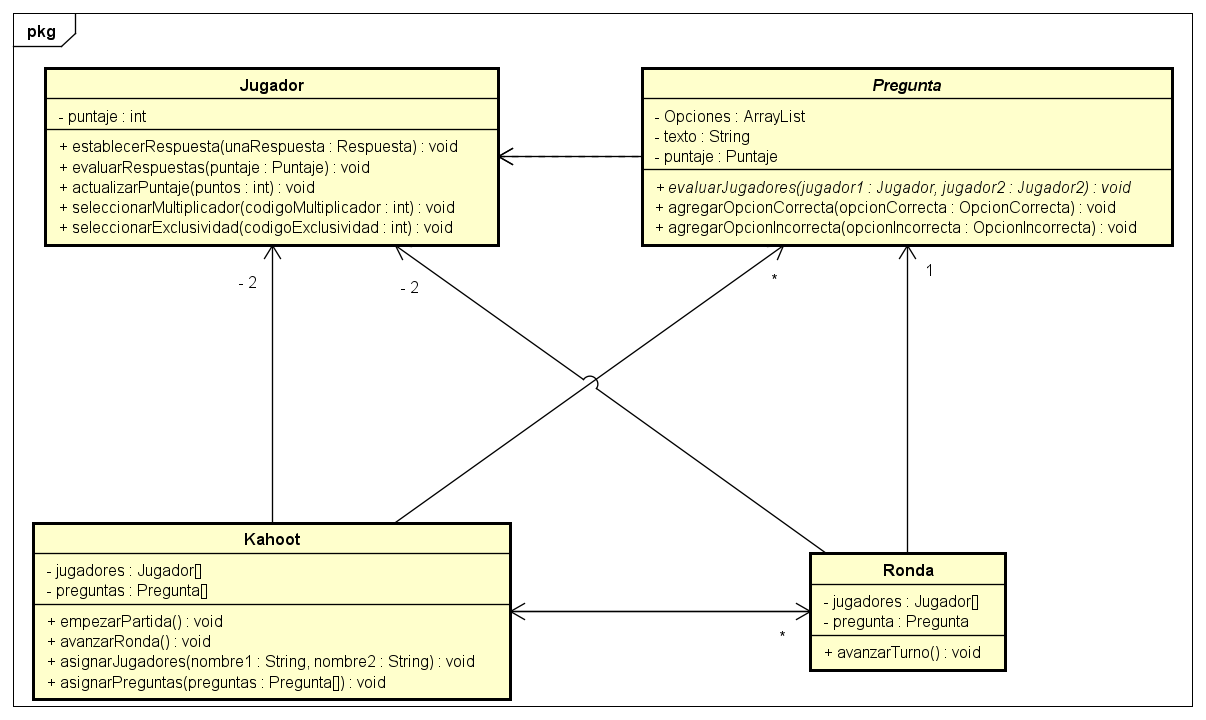 pkg
Jugador
- puntaje : int
+ establecerRespuesta(unaRespuesta : Respuesta) : void
+ evaluarRespuestas(puntaje : Puntaje) : void
+ actualizarPuntaje(puntos : int) : void
+ seleccionarMultiplicador(codigoMultiplicador : int) : void
+ seleccionarExclusividad(codigoExclusividad : int) : void
Pregunta
- Opciones : ArrayList
- texto : String
- puntaje : Puntaje
+ evaluarJugadores(jugador1 : Jugador, jugador2 : Jugador2) : void
+ agregarOpcionCorrecta(opcionCorrecta : OpcionCorrecta) : void
+ agregarOpcionIncorrecta(opcionIncorrecta : OpcionIncorrecta) : void
- 2
- 2
*
1
Kahoot
- jugadores : Jugador[]
- preguntas : Pregunta[]
+ empezarPartida() : void
+ avanzarRonda() : void
+ asignarJugadores(nombre1 : String, nombre2 : String) : void
+ asignarPreguntas(preguntas : Pregunta[]) : void
*
Ronda
- jugadores : Jugador[]
- pregunta : Pregunta
+ avanzarTurno() : void